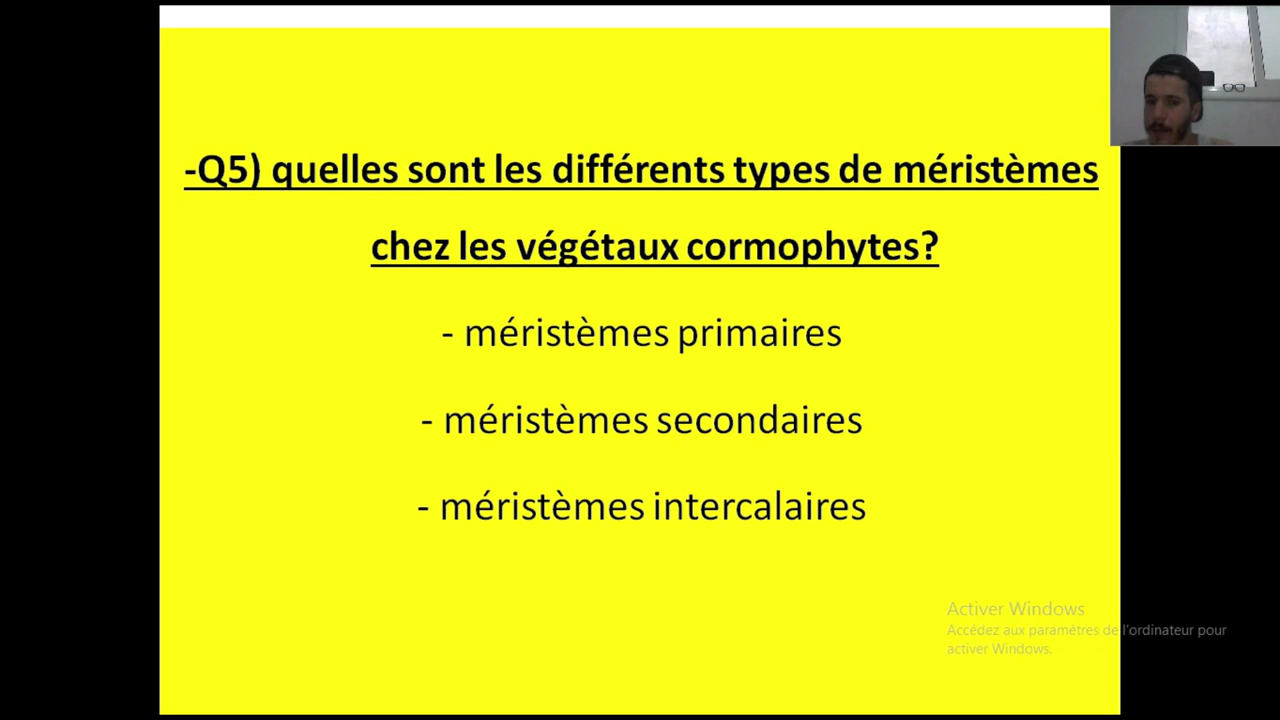 -Q5) quelles sont les différents types de méristèmes
chez les végétaux cormophytes?
- méristèmes primaires
- méristèmes secondaires
- méristèmes intercalaires
Activer Windows
Accédez aux paramètres de l'ordinateur pour
activer Windows.